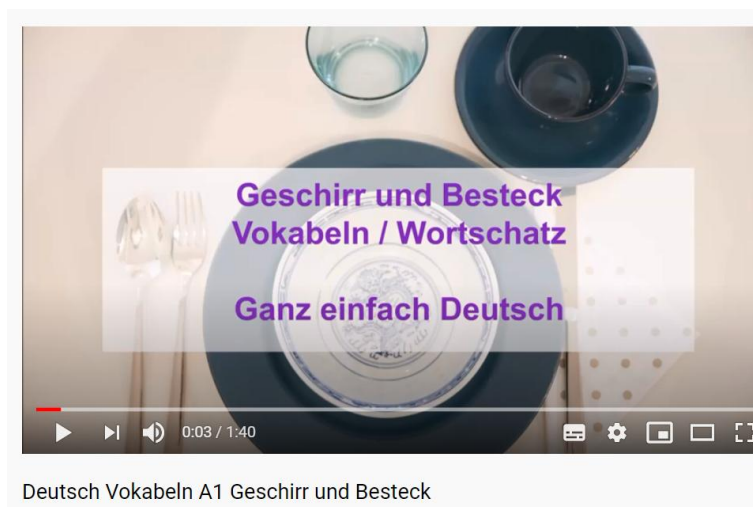 Geschirr und Besteck
Vokabeln / Wortschatz
Ganz einfach Deutsch
0:03 / 1:40
Deutsch Vokabeln A1 Geschirr und Besteck